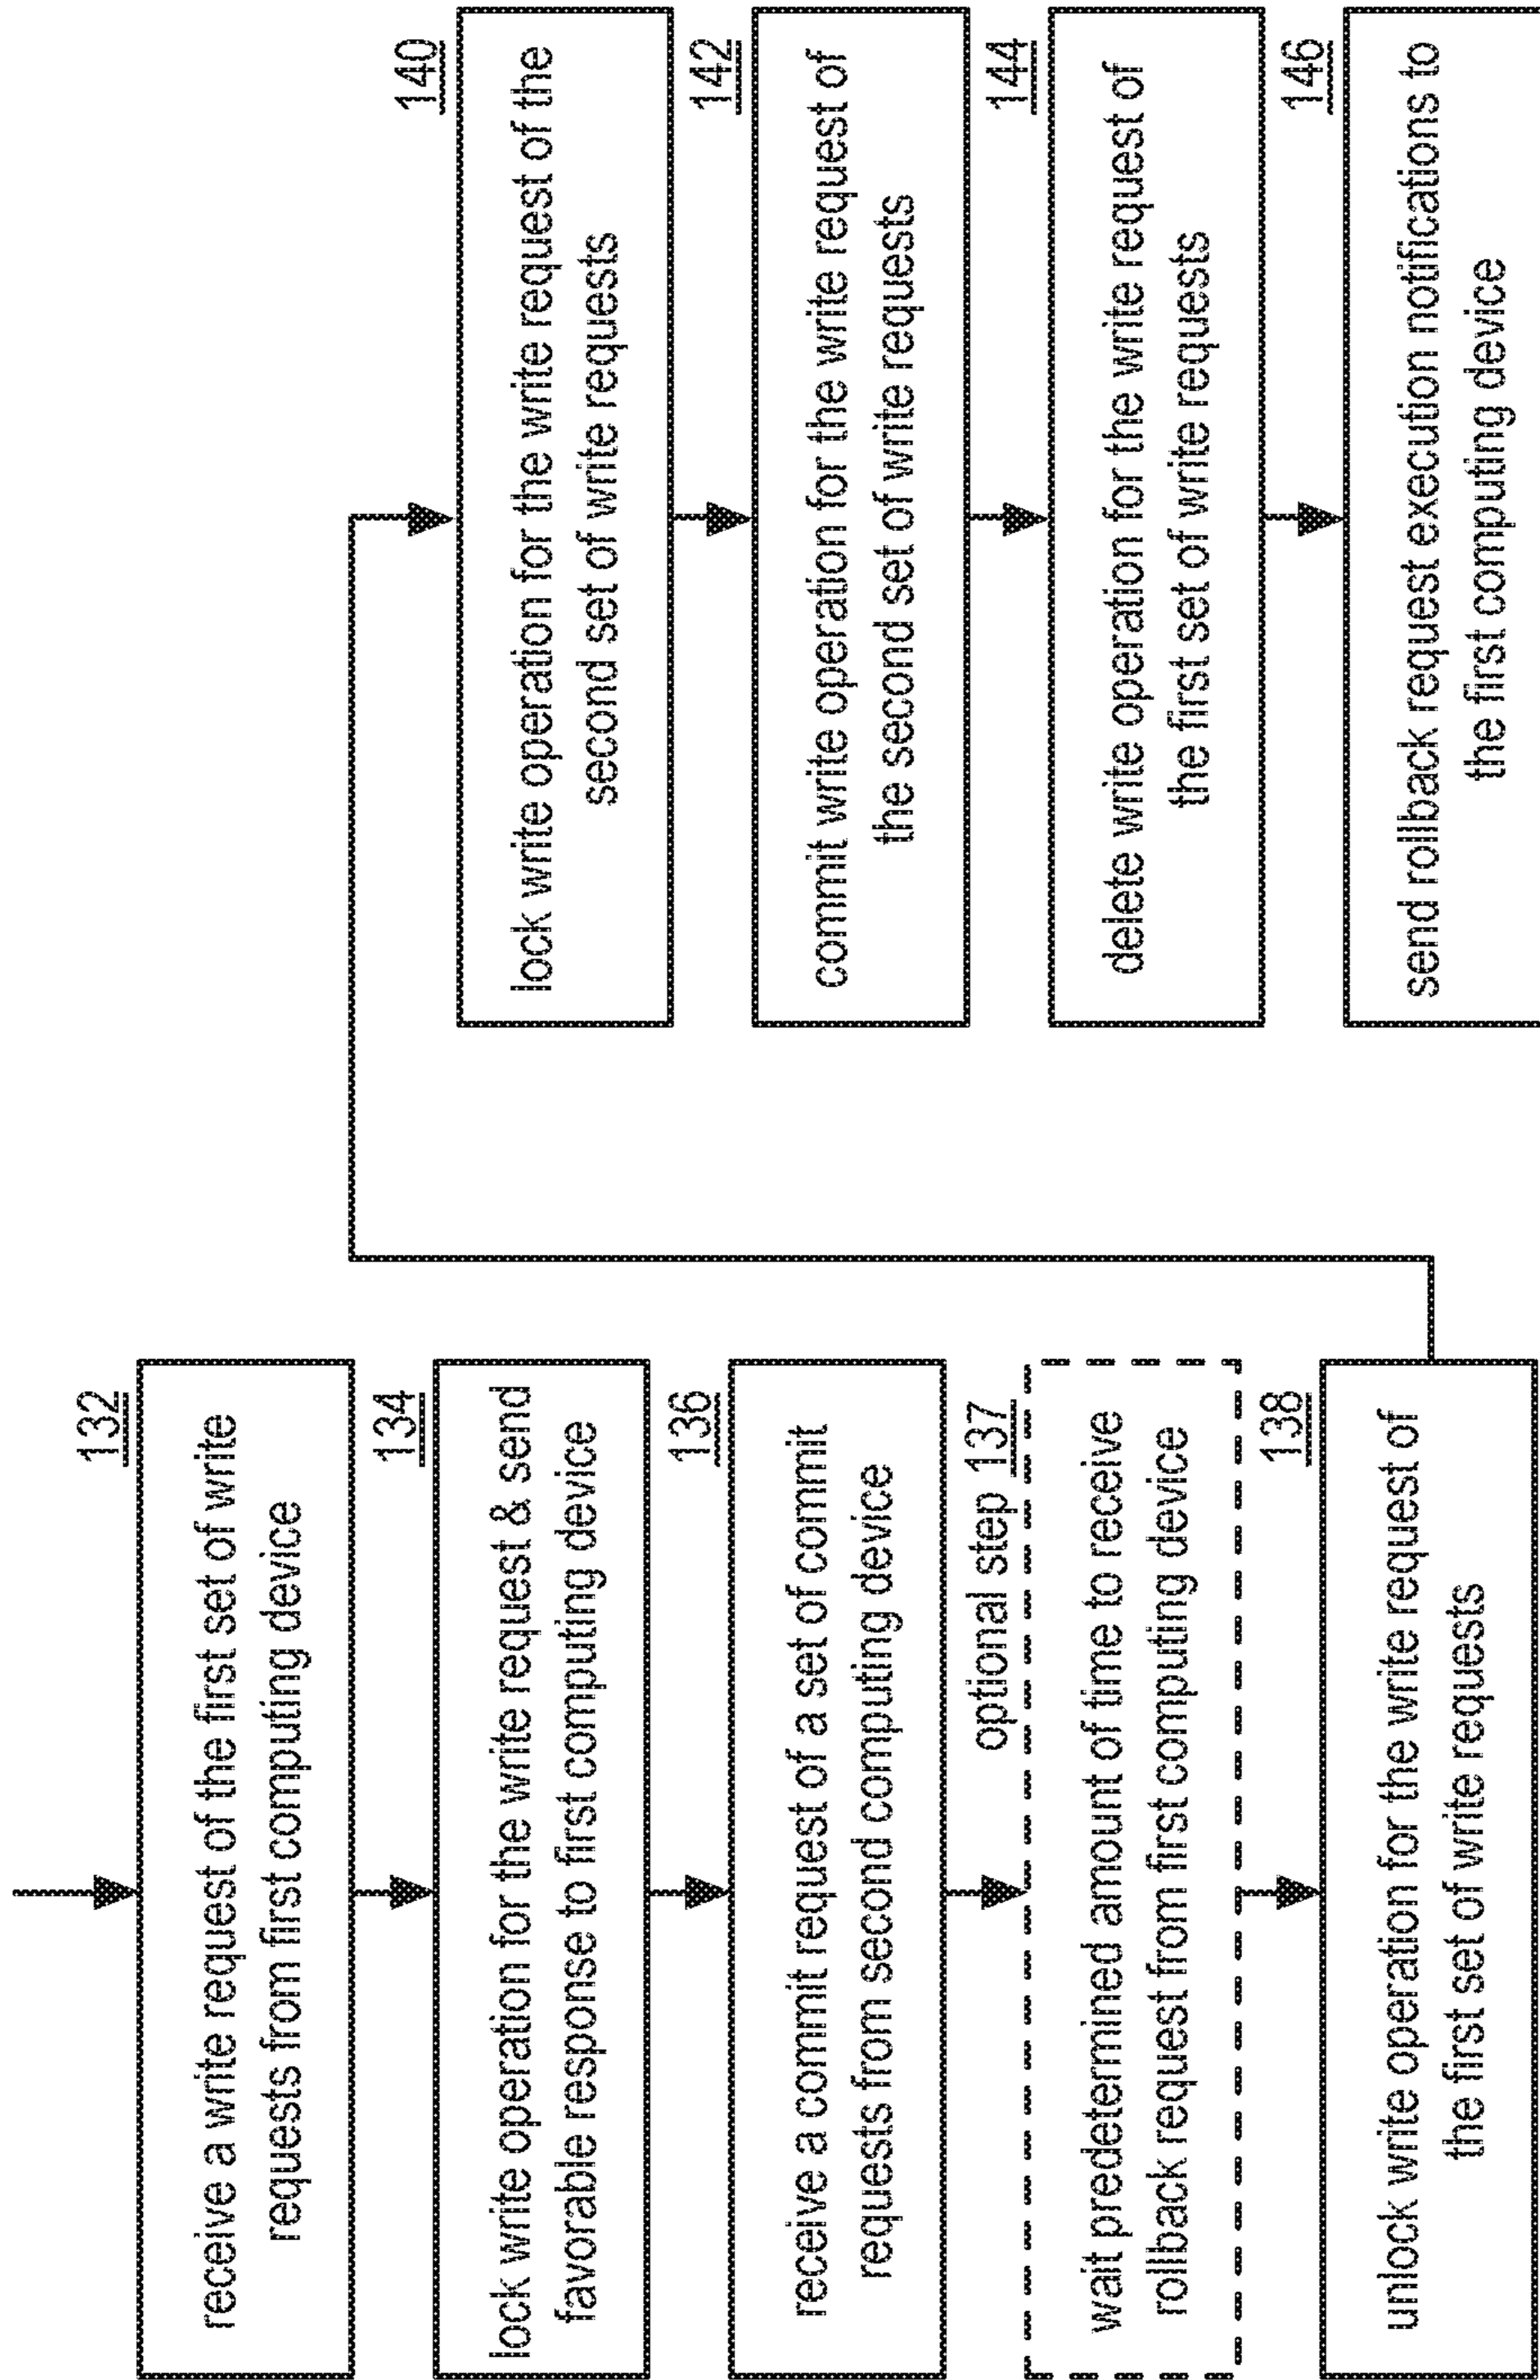 132
receive a write request of the first set of write
requests from first computing device
134
lock write operation for the write request & send
favorable response to first computing device
136
receive a commit request of a set of commit
requests from second computing device
optional step 137
wait predetermined amount of time to receive
rollback request from first computing device
138
unlock write operation for the write request of
the first set of write requests
140
lock write operation for the write request of the
second set of write requests
142
commit write operation for the write request of
the second set of write requests
144
delete write operation for the write request of
the first set of write requests
146
send rollback request execution notifications to
the first computing device